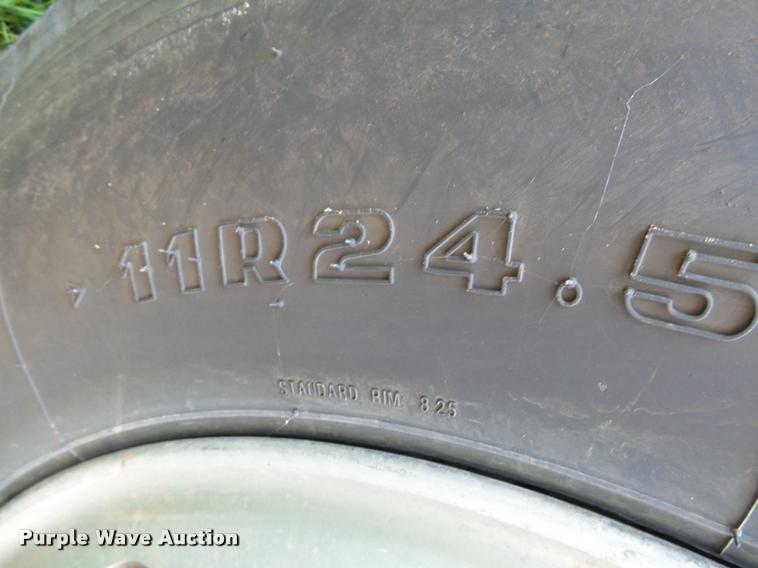 11R24.5
STANDARD RIM 8.25
Purple Wave Auction